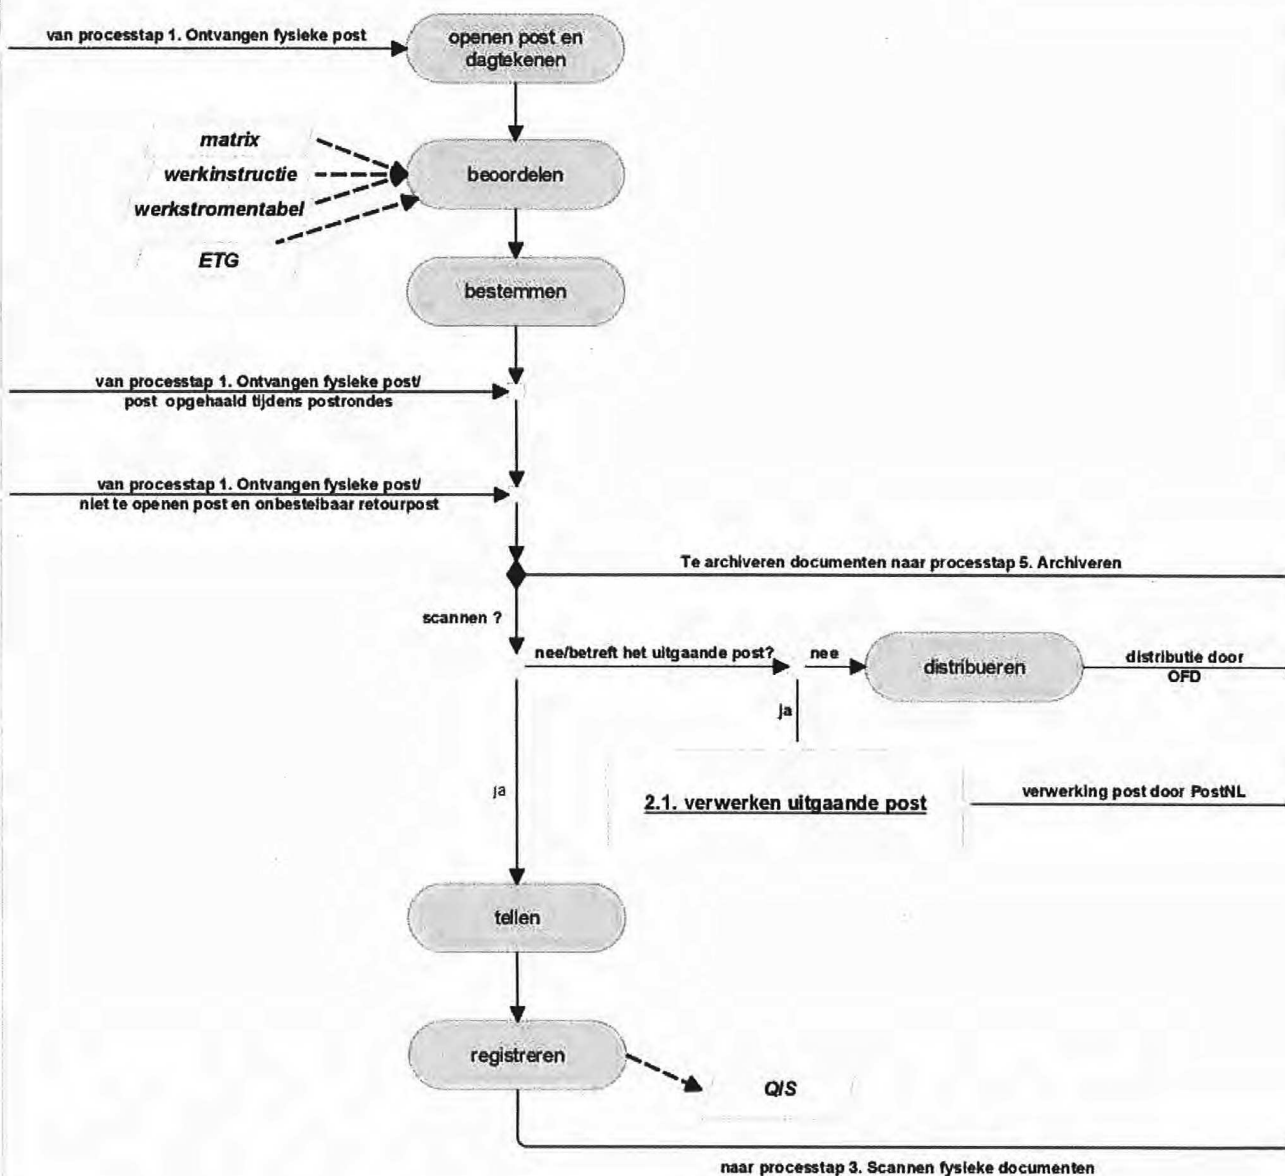 van processtap 1. Ontvangen fysieke post
openen post en
dagtekenen
matrix
werkinstructie
werkstromentabel
ETG
beoordelen
bestemmen
van processtap 1. Ontvangen fysieke post/
post opgehaald tijdens postrondes
van processtap 1. Ontvangen fysieke post/
niet te openen post en onbestelbaar retourpost
Te archiveren documenten naar processtap 5. Archiveren
scannen ?
nee/betreft het uitgaande post?
nee
distribueren
distributie door
OFD
ja
2.1. verwerken uitgaande post
verwerking post door PostNL
ja
tellen
registreren
QIS
naar processtap 3. Scannen fysieke documenten